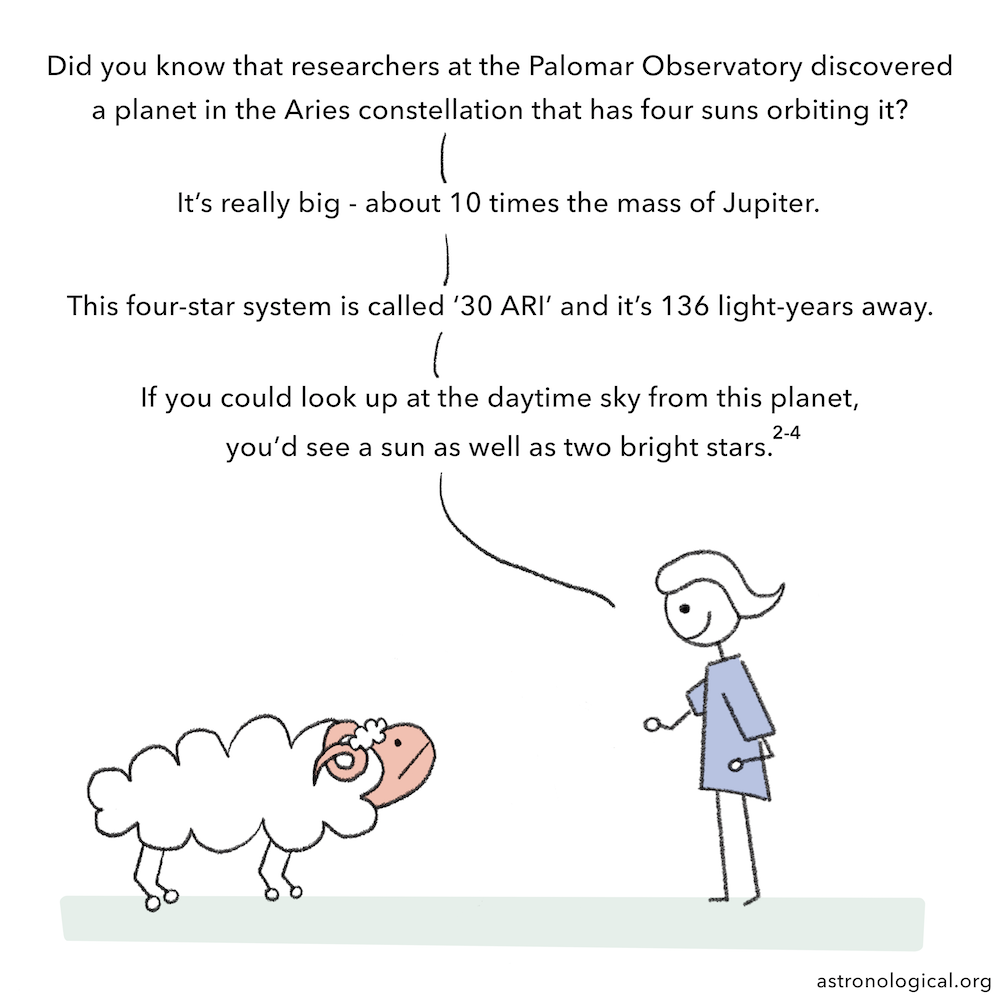 Did you know that researchers at the Palomar Observatory discovered
a planet in the Aries constellation that has four suns orbiting it?
It’s really big - about 10 times the mass of Jupiter.
This four-star system is called ‘30 ARI’ and it’s 136 light-years away.
If you could look up at the daytime sky from this planet,
you’d see a sun as well as two bright stars.2-4
astronological.org